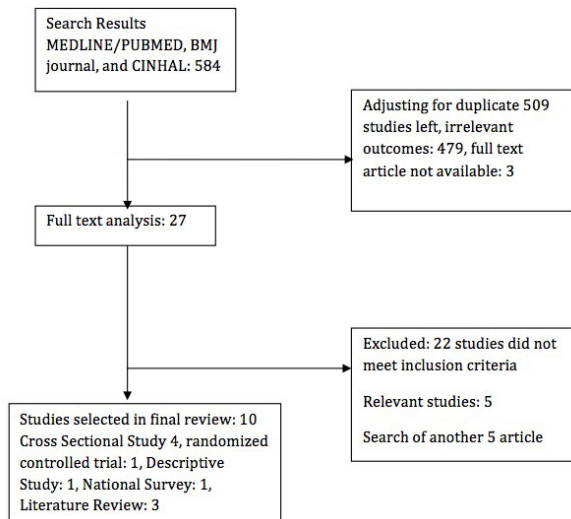 Search Results
MEDLINE/PUBMED, BMJ
journal, and CINHAL: 584
Adjusting for duplicate 509
studies left, irrelevant
outcomes: 479, full text
article not available: 3
Full text analysis: 27
Excluded: 22 studies did not
meet inclusion criteria
Relevant studies: 5
Search of another 5 article
Studies selected in final review: 10
Cross Sectional Study 4, randomized
controlled trial: 1, Descriptive
Study: 1, National Survey: 1,
Literature Review: 3